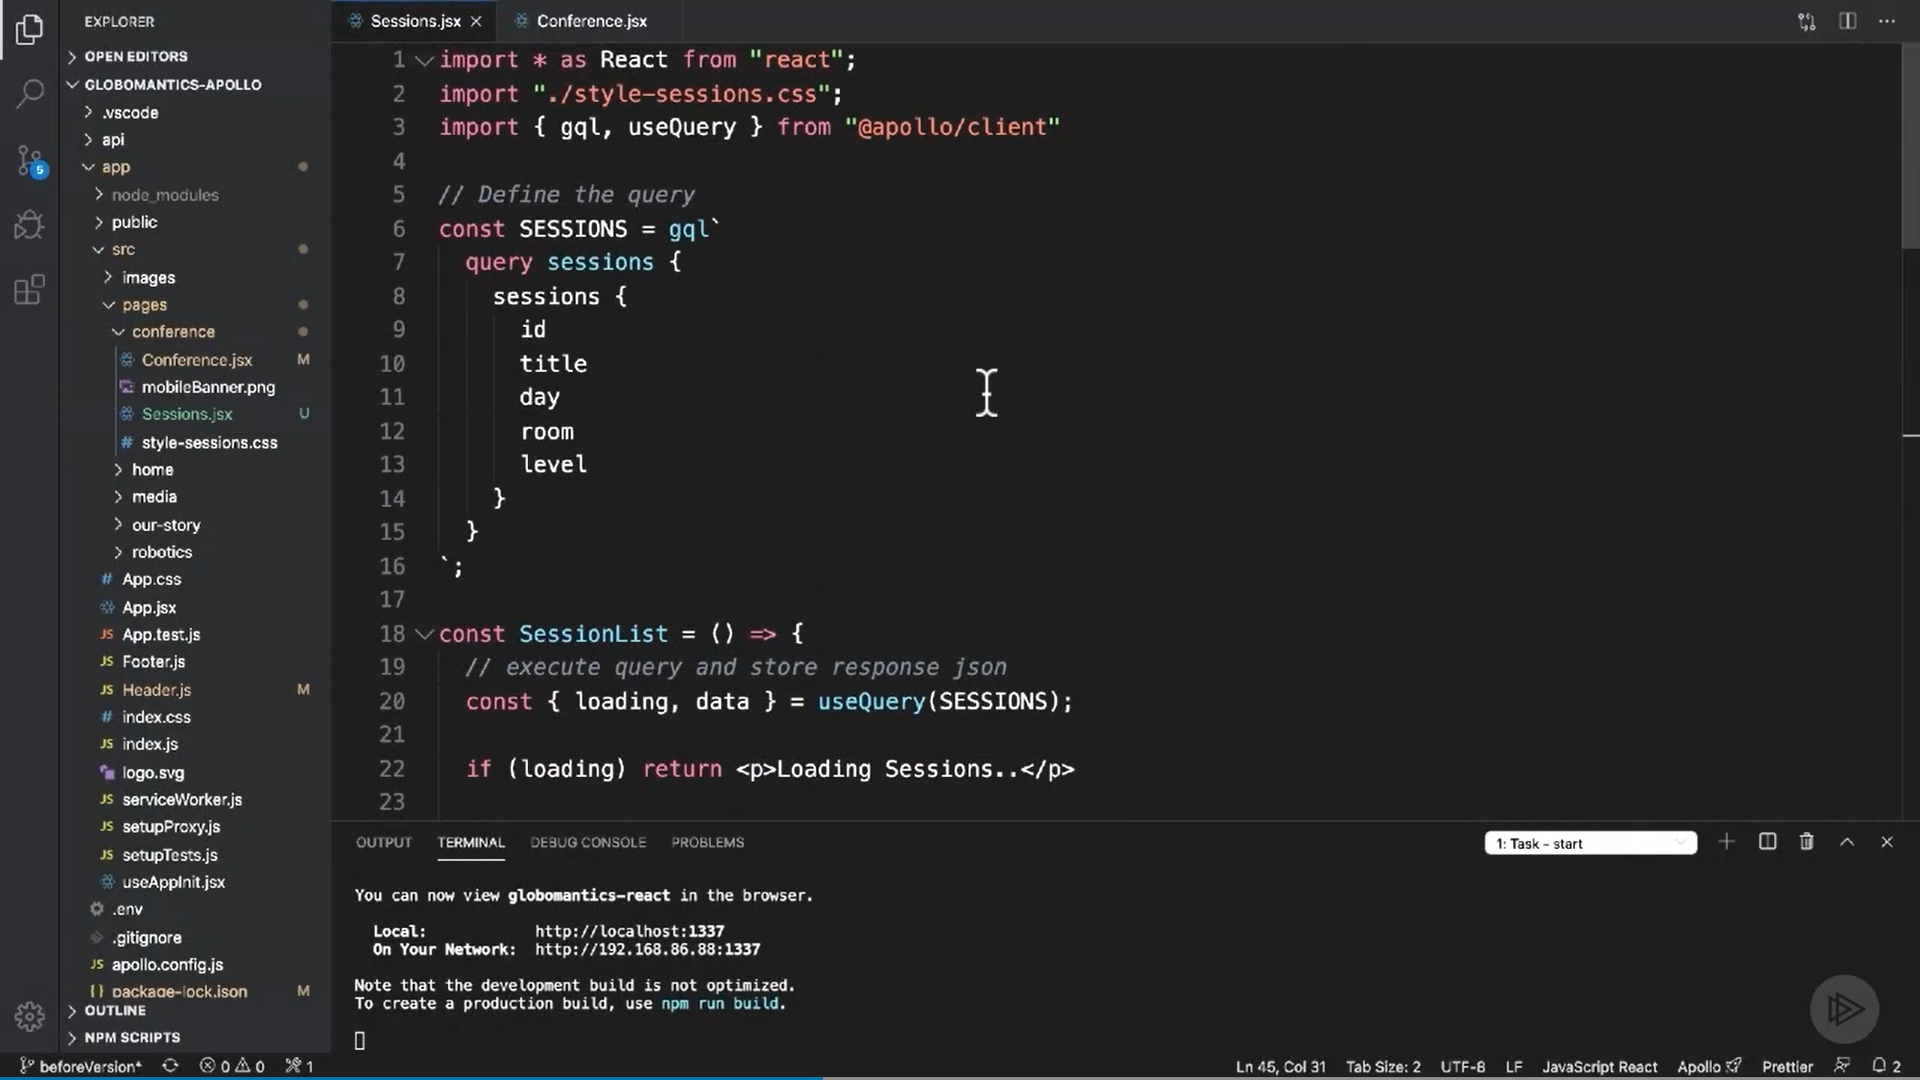 EXPLORER
OPEN EDITORS
GLOBOMANTICS-APOLLO
.vscode
api
app
node_modules
public
src
images
pages
conference
Conference.jsx M
mobileBanner.png
Sessions.jsx U
style-sessions.css
home
media
our-story
robotics
App.css
App.jsx
App.test.js
Footer.js
Header.js M
index.css
index.js
logo.svg
serviceWorker.js
setupProxy.js
setupTests.js
useAppInit.jsx
.env
.gitignore
apollo.config.js
package-lock.json M
OUTLINE
NPM SCRIPTS
5
Sessions.jsx
Conference.jsx
1 import * as React from "react";
2 import "./style-sessions.css";
3 import { gql, useQuery } from "@apollo/client"
4
5 // Define the query
6 const SESSIONS = gql`
7 query sessions {
8 sessions {
9 id
10 title
11 day
12 room
13 level
14 }
15 }
16 `;
17
18 const SessionList = () => {
19 // execute query and store response json
20 const { loading, data } = useQuery(SESSIONS);
21
22 if (loading) return <p>Loading Sessions..</p>
23
OUTPUT TERMINAL DEBUG CONSOLE PROBLEMS 1: Task - start
You can now view globomantics-react in the browser.
Local: http://localhost:1337
On Your Network: http://192.168.86.88:1337
Note that the development build is not optimized.
To create a production build, use npm run build.
beforeVersion* 0 0 1 Ln 45, Col 31 Tab Size: 2 UTF-8 LF JavaScript React Apollo Prettier 2